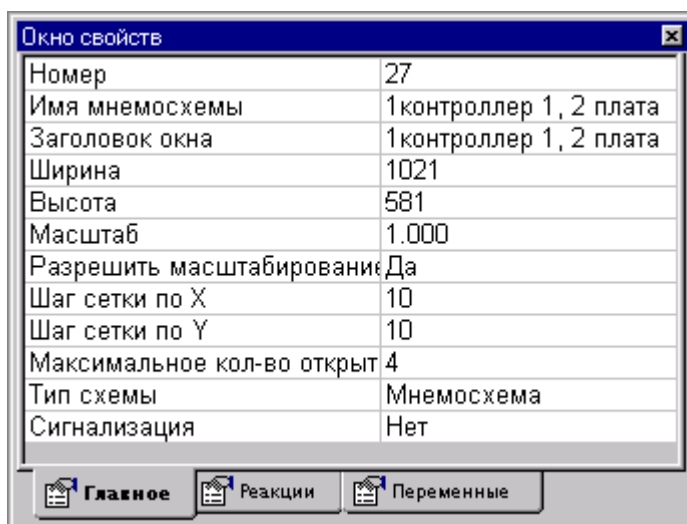 Окно свойств
Номер 27
Имя мнемосхемы 1контроллер 1, 2 плата
Заголовок окна 1контроллер 1, 2 плата
Ширина 1021
Высота 581
Масштаб 1.000
Разрешить масштабировани Да
Шаг сетки по X 10
Шаг сетки по Y 10
Максимальное кол-во открыт 4
Тип схемы Мнемосхема
Сигнализация Нет
Главное Реакции Переменные